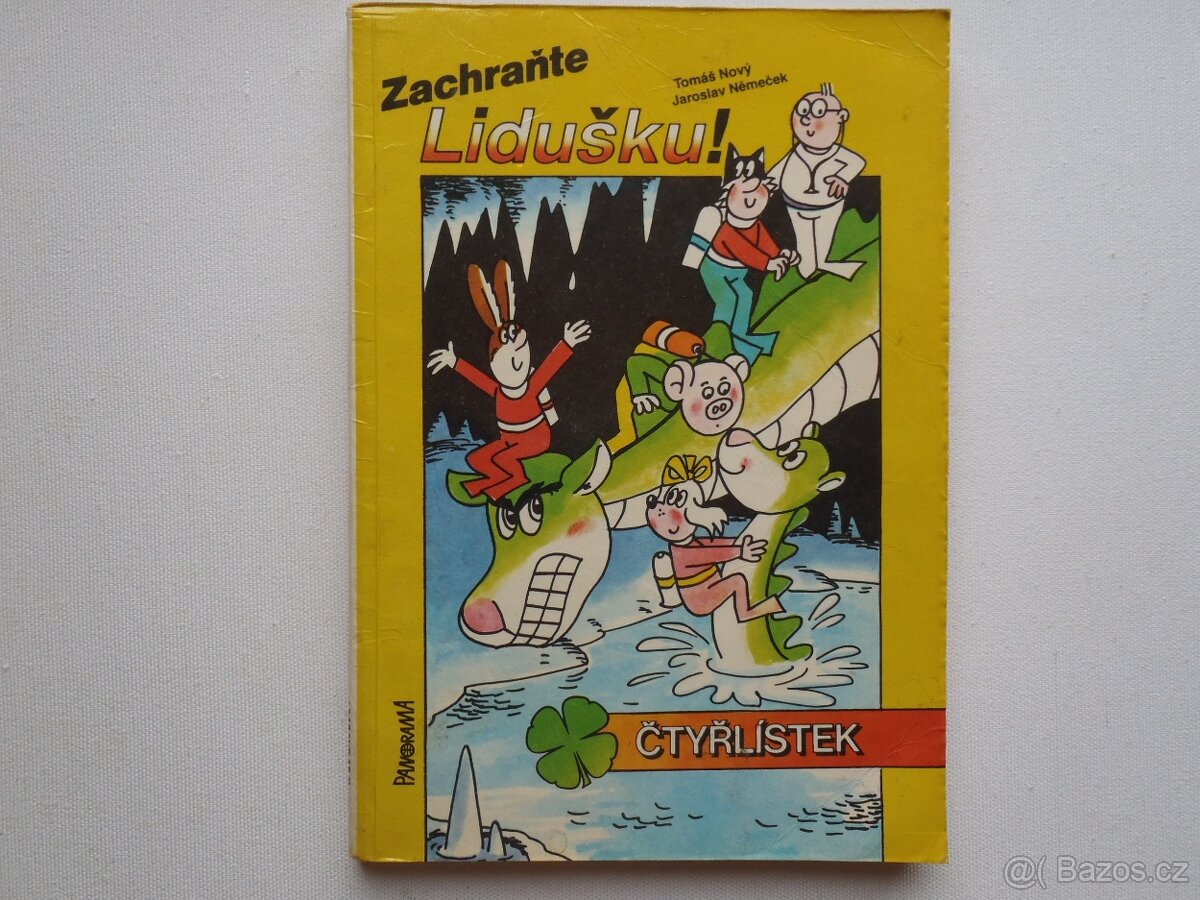 Zachraňte
Lidušku!
Tomáš Nový
Jaroslav Němeček
PANORAMA
ČTYŘLÍSTEK
@( Bazos.cz